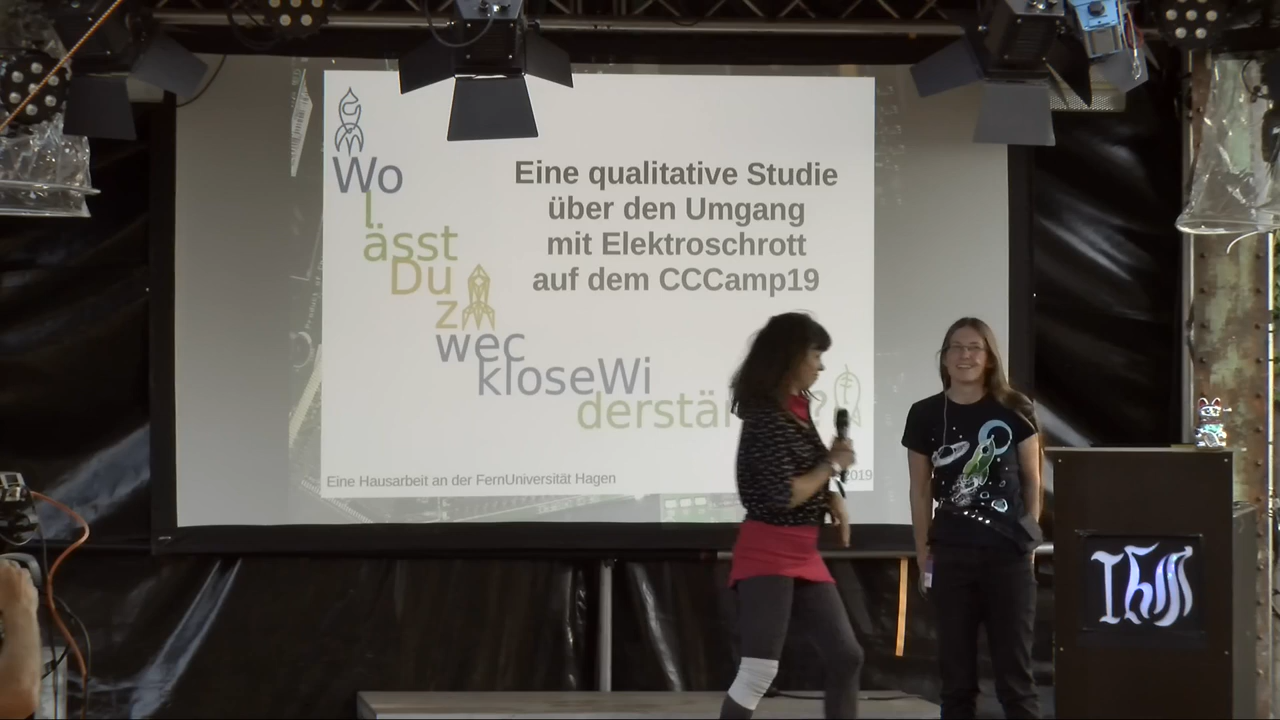 Wo
l
ässt
Du
z
wec
kloseWi
derstän
?
Eine qualitative Studie
über den Umgang
mit Elektroschrott
auf dem CCCamp19
Eine Hausarbeit an der FernUniversität Hagen
2019